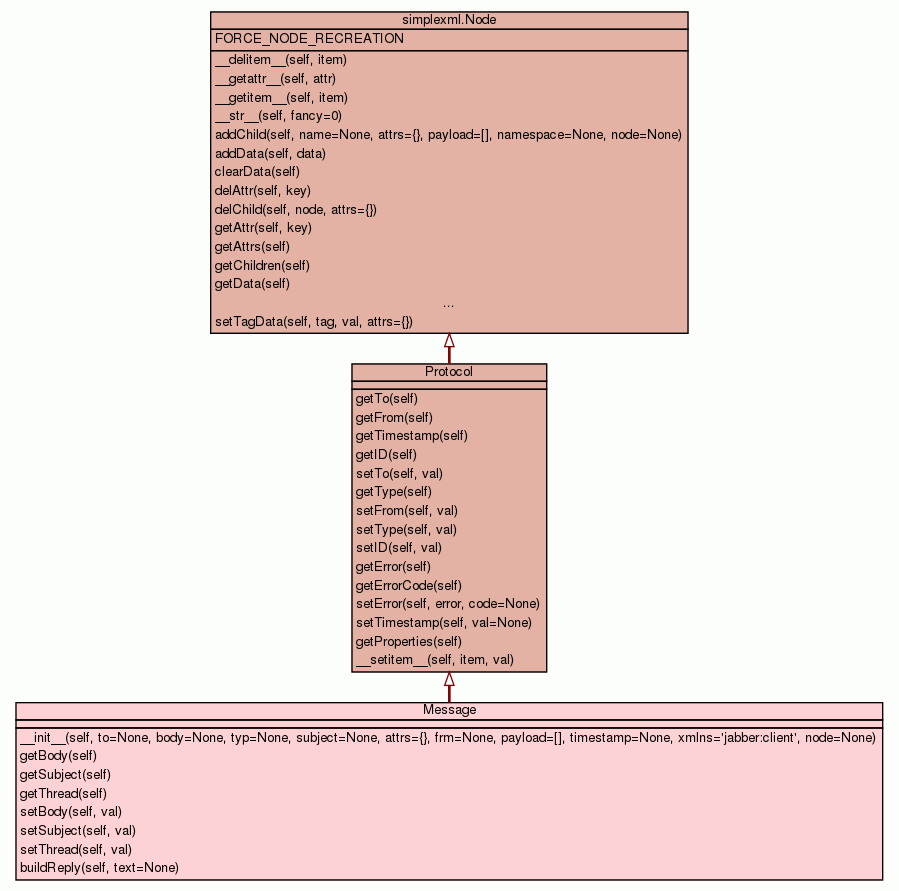 simplexml.Node
FORCE_NODE_RECREATION
__delitem__(self, item)
__getattr__(self, attr)
__getitem__(self, item)
__str__(self, fancy=0)
addChild(self, name=None, attrs={}, payload=[], namespace=None, node=None)
addData(self, data)
clearData(self)
delAttr(self, key)
delChild(self, node, attrs={})
getAttr(self, key)
getAttrs(self)
getChildren(self)
getData(self)
...
setTagData(self, tag, val, attrs={})
Protocol
getTo(self)
getFrom(self)
getTimestamp(self)
getID(self)
setTo(self, val)
getType(self)
setFrom(self, val)
setType(self, val)
setID(self, val)
getError(self)
getErrorCode(self)
setError(self, error, code=None)
setTimestamp(self, val=None)
getProperties(self)
__setitem__(self, item, val)
Message
__init__(self, to=None, body=None, typ=None, subject=None, attrs={}, frm=None, payload=[], timestamp=None, xmlns='jabber:client', node=None)
getBody(self)
getSubject(self)
getThread(self)
setBody(self, val)
setSubject(self, val)
setThread(self, val)
buildReply(self, text=None)